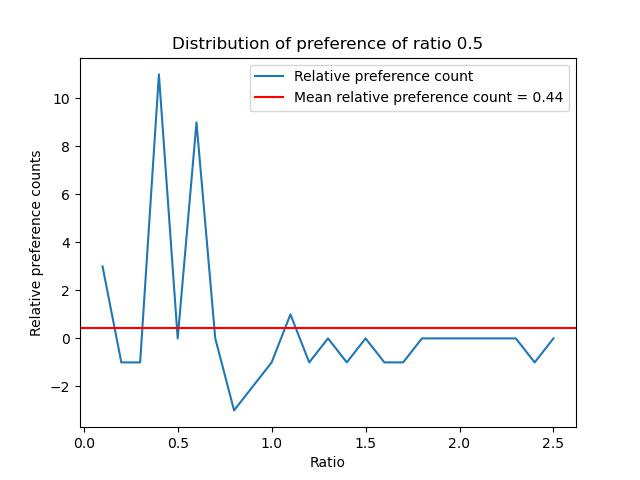 Distribution of preference of ratio 0.5
Relative preference count
Mean relative preference count = 0.44
Relative preference counts
10
8
6
4
2
0
−2
0.0 0.5 1.0 1.5 2.0 2.5
Ratio